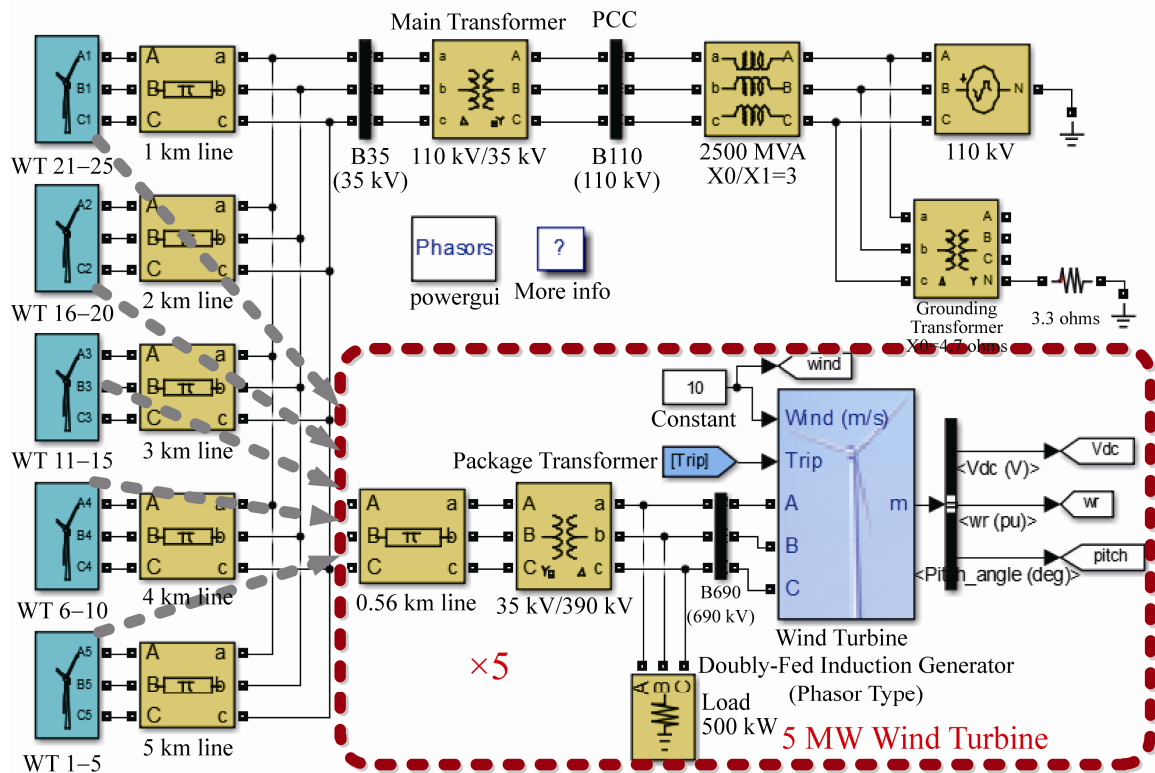 Main Transformer
PCC
A1
B1
C1
WT 21–25
A
B
C
π
a
b
c
1 km line
B35
(35 kV)
a
b
c
A
B
C
Δ
Y
110 kV/35 kV
B110
(110 kV)
a
b
c
A
B
C
2500 MVA
X0/X1=3
A
B
C
N
110 kV
A2
C2
WT 16–20
A
B
C
a
b
c
2 km line
Phasors
powergui
?
More info
a
b
c
A
B
C
N
Δ
Y
Grounding
Transformer
X0=4.7 ohms
3.3 ohms
A3
B3
C3
WT 11–15
A
B
C
π
a
b
c
3 km line
A4
B4
C4
WT 6–10
A
B
C
π
a
b
c
4 km line
A5
B5
C5
WT 1–5
A
B
C
π
a
b
c
5 km line
10
Constant
wind
Package Transformer
[Trip]
Wind (m/s)
Trip
A
B
C
m
Wind Turbine
Doubly-Fed Induction Generator
(Phasor Type)
<Vdc (V)>
Vdc
<wr (pu)>
wr
<Pitch_angle (deg)>
pitch
A
B
C
π
a
b
c
0.56 km line
A
B
C
Yg
Δ
a
b
c
35 kV/390 kV
B690
(690 kV)
×5
A
B
C
Load
500 kW
5 MW Wind Turbine